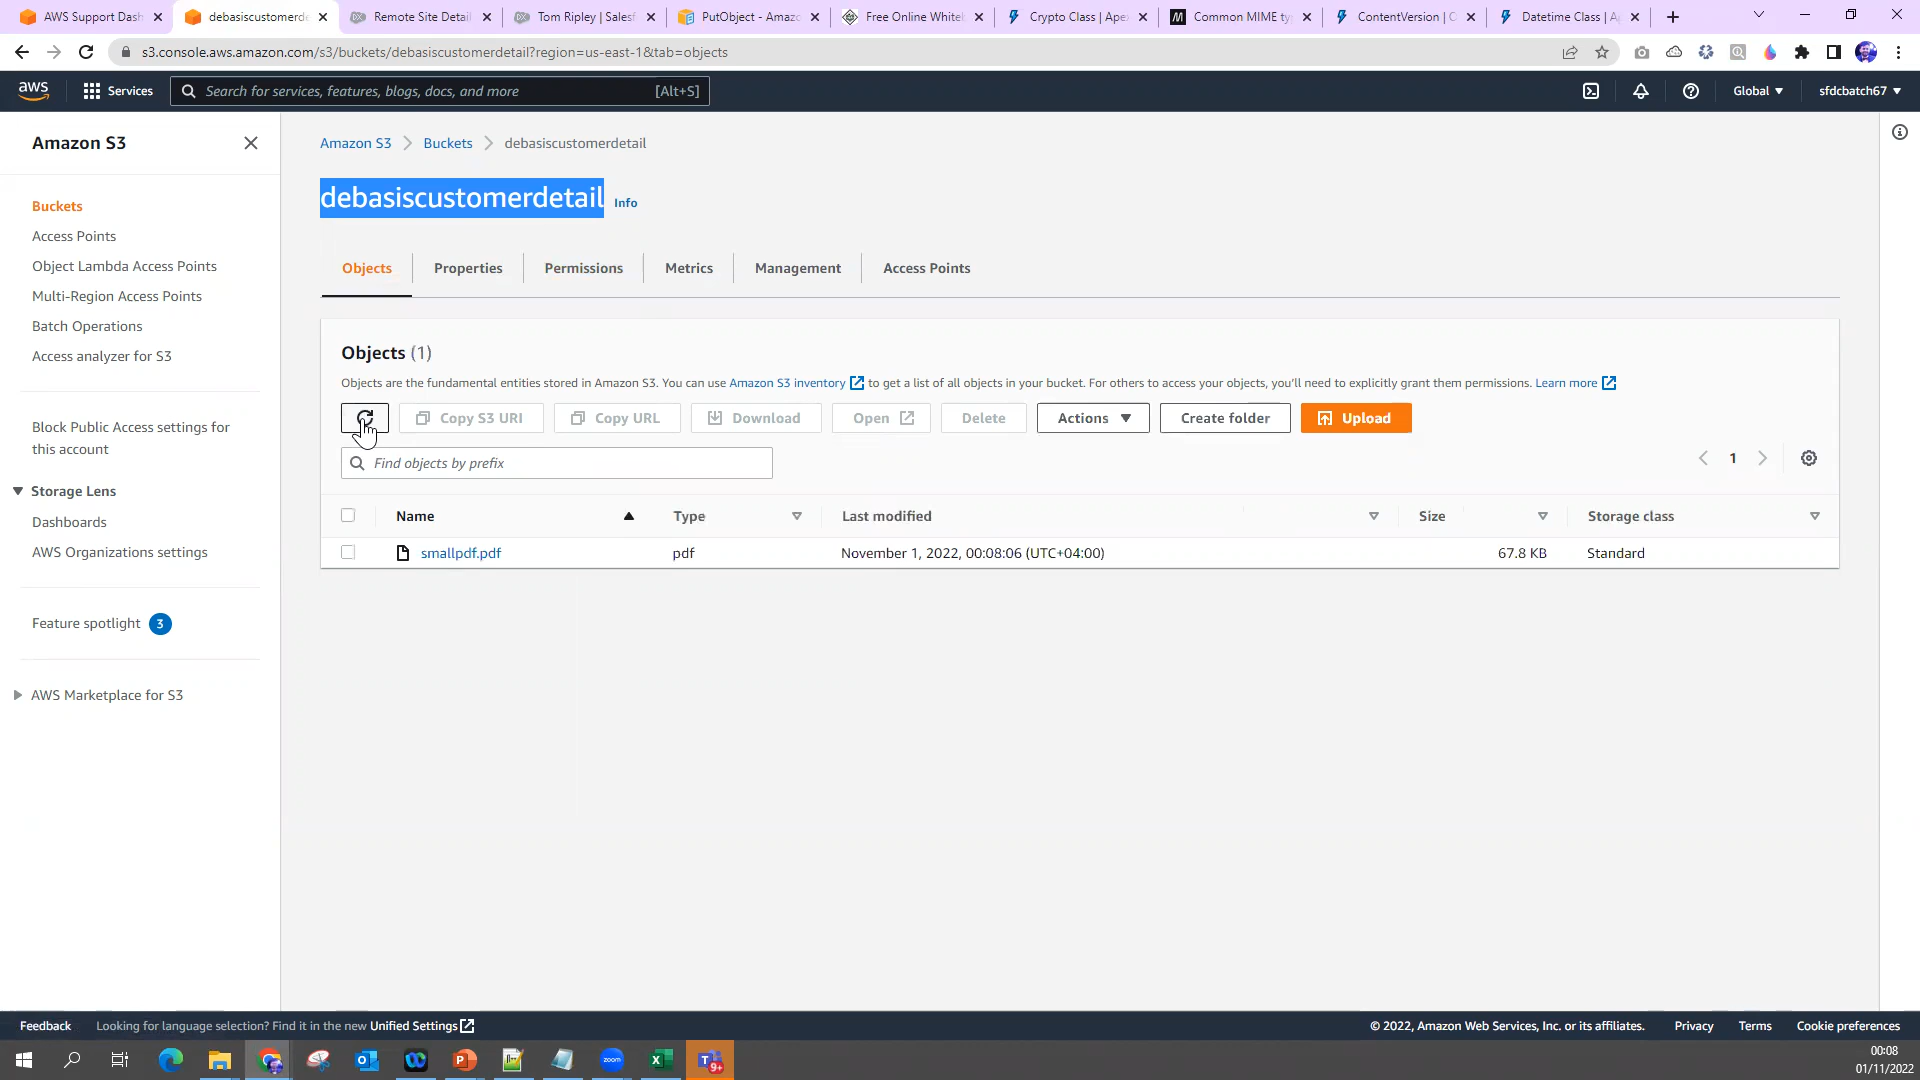 AWS Support Dash
debasiscustomerde
Remote Site Detail
Tom Ripley | Salesf
PutObject - Amazo
Free Online Whitel
Crypto Class | Apex
Common MIME ty
ContentVersion | O
Datetime Class | Ap
s3.console.aws.amazon.com/s3/buckets/debasiscustomerdetail?region=us-east-1&tab=objects
aws
Services
Search for services, features, blogs, docs, and more
[Alt+S]
Global
sfdcbatch67
Amazon S3
Buckets
Access Points
Object Lambda Access Points
Multi-Region Access Points
Batch Operations
Access analyzer for S3
Block Public Access settings for
this account
Storage Lens
Dashboards
AWS Organizations settings
Feature spotlight 3
AWS Marketplace for S3
Amazon S3 > Buckets > debasiscustomerdetail
debasiscustomerdetail Info
Objects
Properties
Permissions
Metrics
Management
Access Points
Objects (1)
Objects are the fundamental entities stored in Amazon S3. You can use Amazon S3 inventory to get a list of all objects in your bucket. For others to access your objects, you'll need to explicitly grant them permissions. Learn more
Copy S3 URI
Copy URL
Download
Open
Delete
Actions
Create folder
Upload
Find objects by prefix
1
Name
Type
Last modified
Size
Storage class
smallpdf.pdf
pdf
November 1, 2022, 00:08:06 (UTC+04:00)
67.8 KB
Standard
Feedback
Looking for language selection? Find it in the new Unified Settings
© 2022, Amazon Web Services, Inc. or its affiliates.
Privacy
Terms
Cookie preferences
00:08
01/11/2022